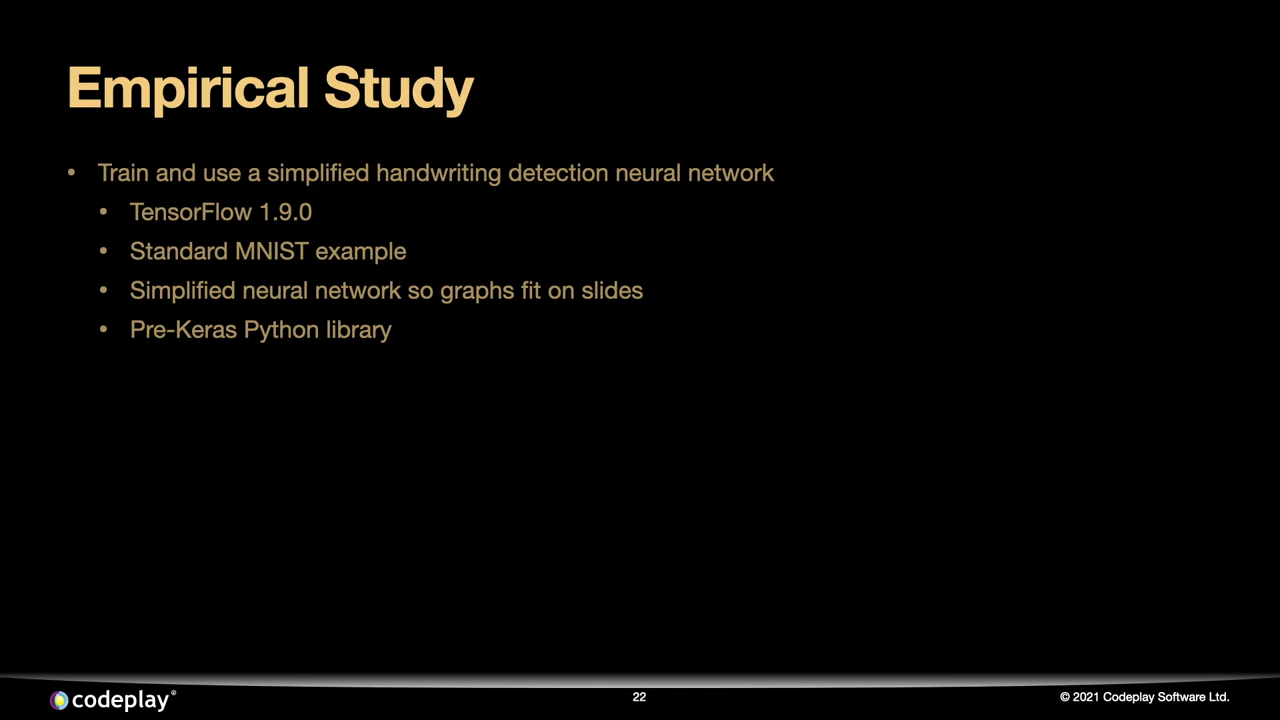 Empirical Study
• Train and use a simplified handwriting detection neural network
• TensorFlow 1.9.0
• Standard MNIST example
• Simplified neural network so graphs fit on slides
• Pre-Keras Python library
codeplay®
22
© 2021 Codeplay Software Ltd.